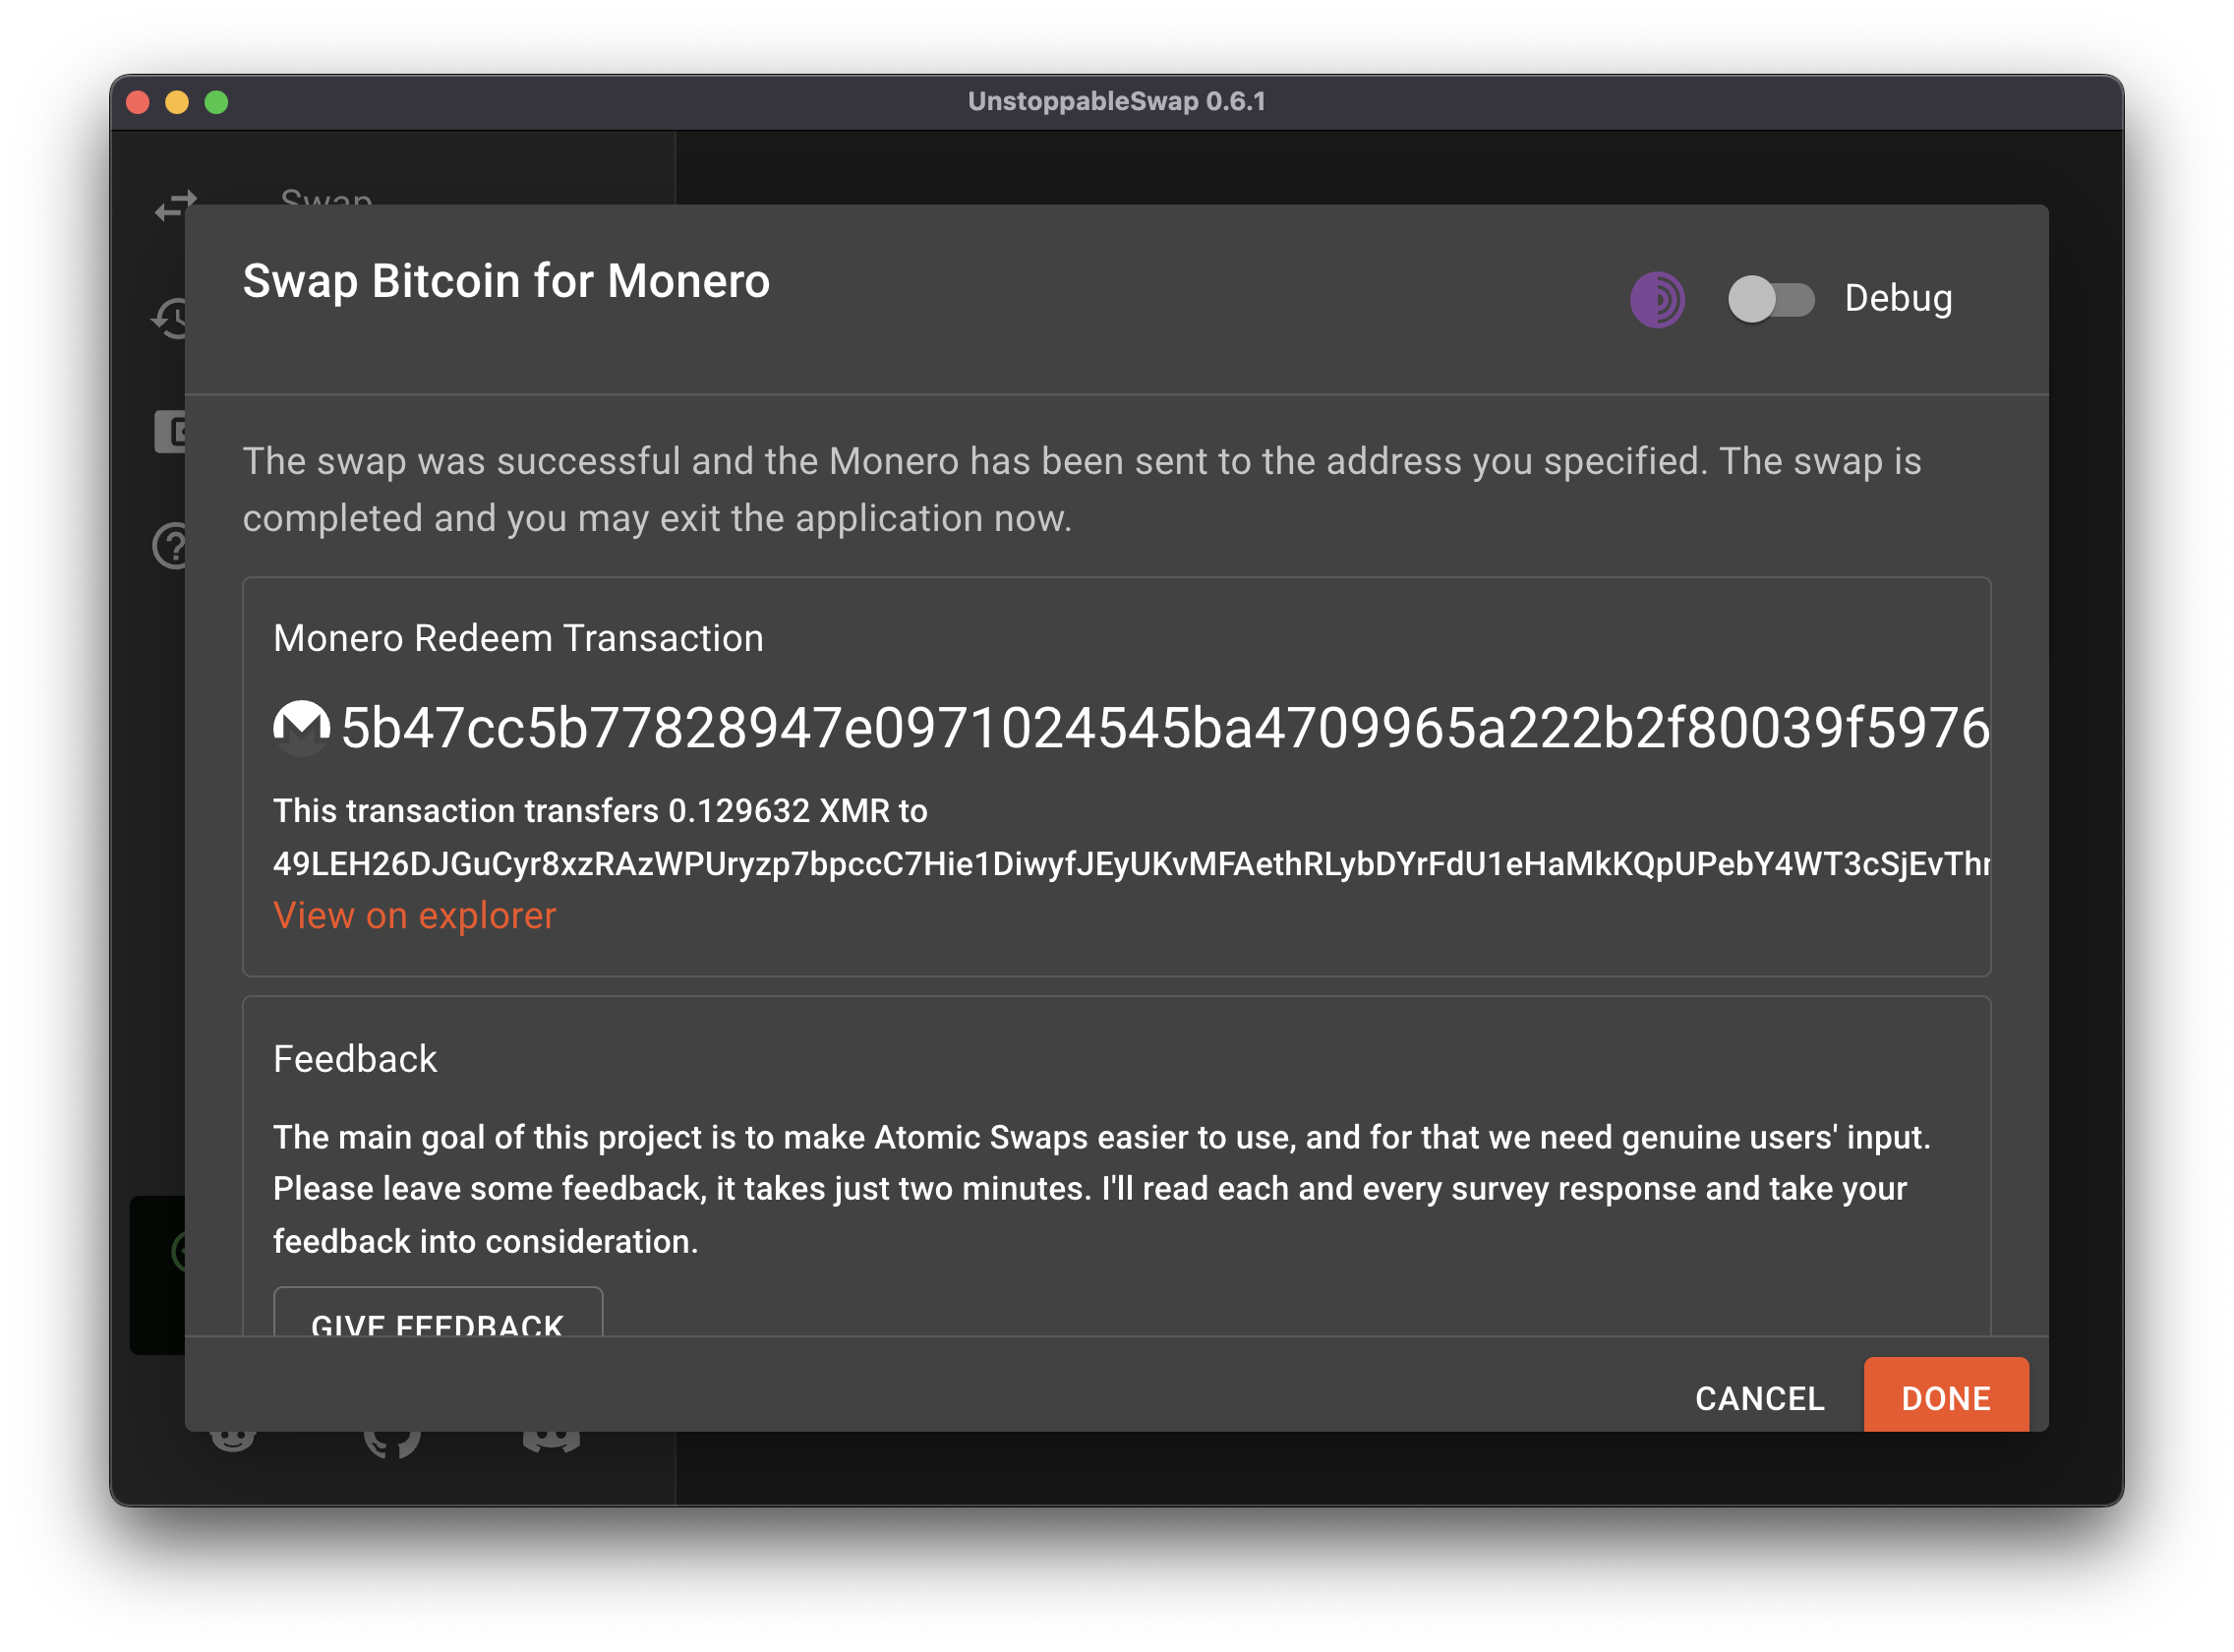 UnstoppableSwap 0.6.1
Swap
Swap Bitcoin for Monero
Debug
The swap was successful and the Monero has been sent to the address you specified. The swap is
completed and you may exit the application now.
Monero Redeem Transaction
5b47cc5b77828947e0971024545ba4709965a222b2f80039f5976
This transaction transfers 0.129632 XMR to
49LEH26DJGuCyr8xzRAzWPUryzp7bpccC7Hie1DiwyfJEyUKvMFAethRLybDYrFdU1eHaMkKQpUPebY4WT3cSjEvThr
View on explorer
Feedback
The main goal of this project is to make Atomic Swaps easier to use, and for that we need genuine users' input.
Please leave some feedback, it takes just two minutes. I'll read each and every survey response and take your
feedback into consideration.
GIVE FEEDBACK
CANCEL
DONE